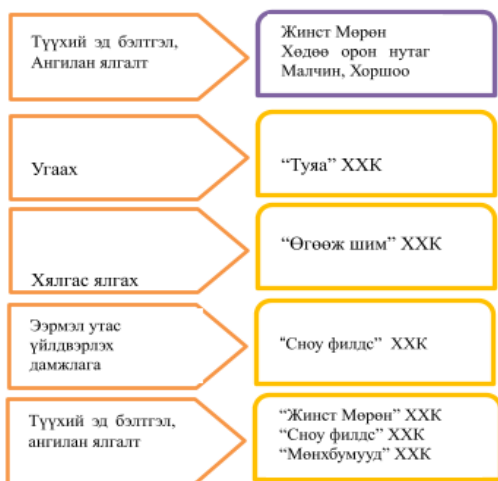 Түүхий эд бэлтгэл,
Ангилан ялгалт
Жинст Мөрөн
Хөдөө орон нутаг
Малчин, Хоршоо
Угаах
“Туяа” ХХК
Хялгас ялгах
“Өгөөж шим” ХХК
Ээрмэл утас
үйлдвэрлэх
дамжлага
“Сноу филдс” ХХК
Түүхий эд бэлтгэл,
ангилан ялгалт
“Жинст Мөрөн” ХХК
“Сноу филдс” ХХК
“Мөнхбумууд” ХХК